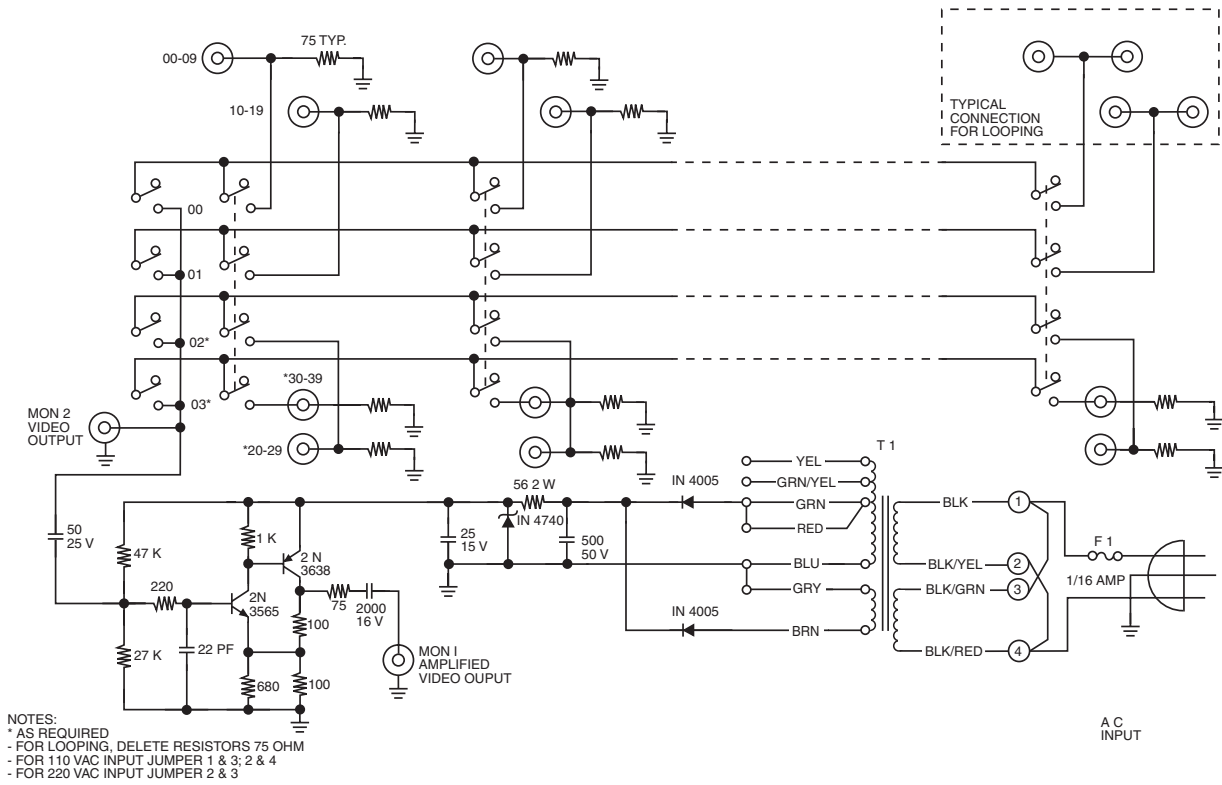 00-09
75 TYP.
10-19
TYPICAL
CONNECTION
FOR LOOPING
00
01
02*
03*
*30-39
*20-29
MON 2
VIDEO
OUTPUT
50
25 V
47 K
27 K
220
22 PF
1 K
2N
3565
680
2 N
3638
100
100
75
2000
16 V
MON I
AMPLIFIED
VIDEO OUPUT
25
15 V
56 2 W
IN 4740
500
50 V
IN 4005
IN 4005
YEL
GRN/YEL
GRN
RED
BLU
GRY
BRN
T 1
BLK
BLK/YEL
BLK/GRN
BLK/RED
1
2
3
4
F 1
1/16 AMP
A C
INPUT
NOTES:
* AS REQUIRED
- FOR LOOPING, DELETE RESISTORS 75 OHM
- FOR 110 VAC INPUT JUMPER 1 & 3; 2 & 4
- FOR 220 VAC INPUT JUMPER 2 & 3